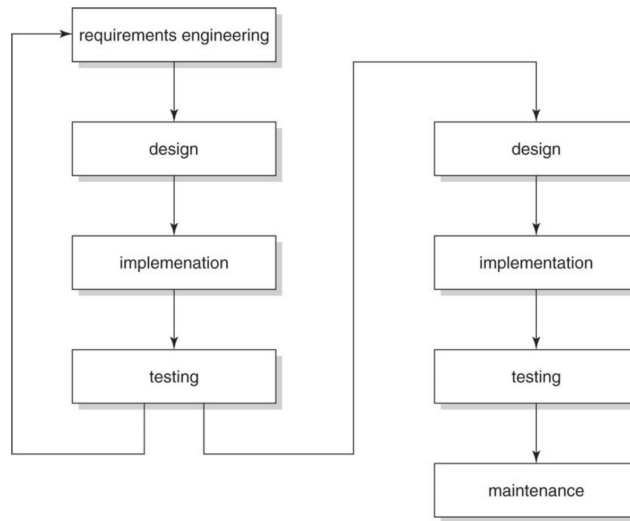 requirements engineering
design
implemenation
testing
design
implementation
testing
maintenance